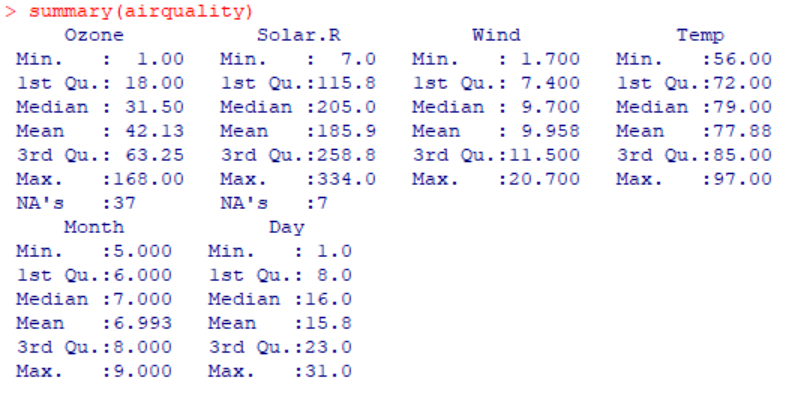 > summary(airquality)
     Ozone           Solar.R           Wind             Temp
 Min.   :  1.00   Min.   :  7.0   Min.   : 1.700   Min.   :56.00
 1st Qu.: 18.00   1st Qu.:115.8   1st Qu.: 7.400   1st Qu.:72.00
 Median : 31.50   Median :205.0   Median : 9.700   Median :79.00
 Mean   : 42.13   Mean   :185.9   Mean   : 9.958   Mean   :77.88
 3rd Qu.: 63.25   3rd Qu.:258.8   3rd Qu.:11.500   3rd Qu.:85.00
 Max.   :168.00   Max.   :334.0   Max.   :20.700   Max.   :97.00
 NA's   :37       NA's   :7
     Month            Day
 Min.   :5.000   Min.   : 1.0
 1st Qu.:6.000   1st Qu.: 8.0
 Median :7.000   Median :16.0
 Mean   :6.993   Mean   :15.8
 3rd Qu.:8.000   3rd Qu.:23.0
 Max.   :9.000   Max.   :31.0